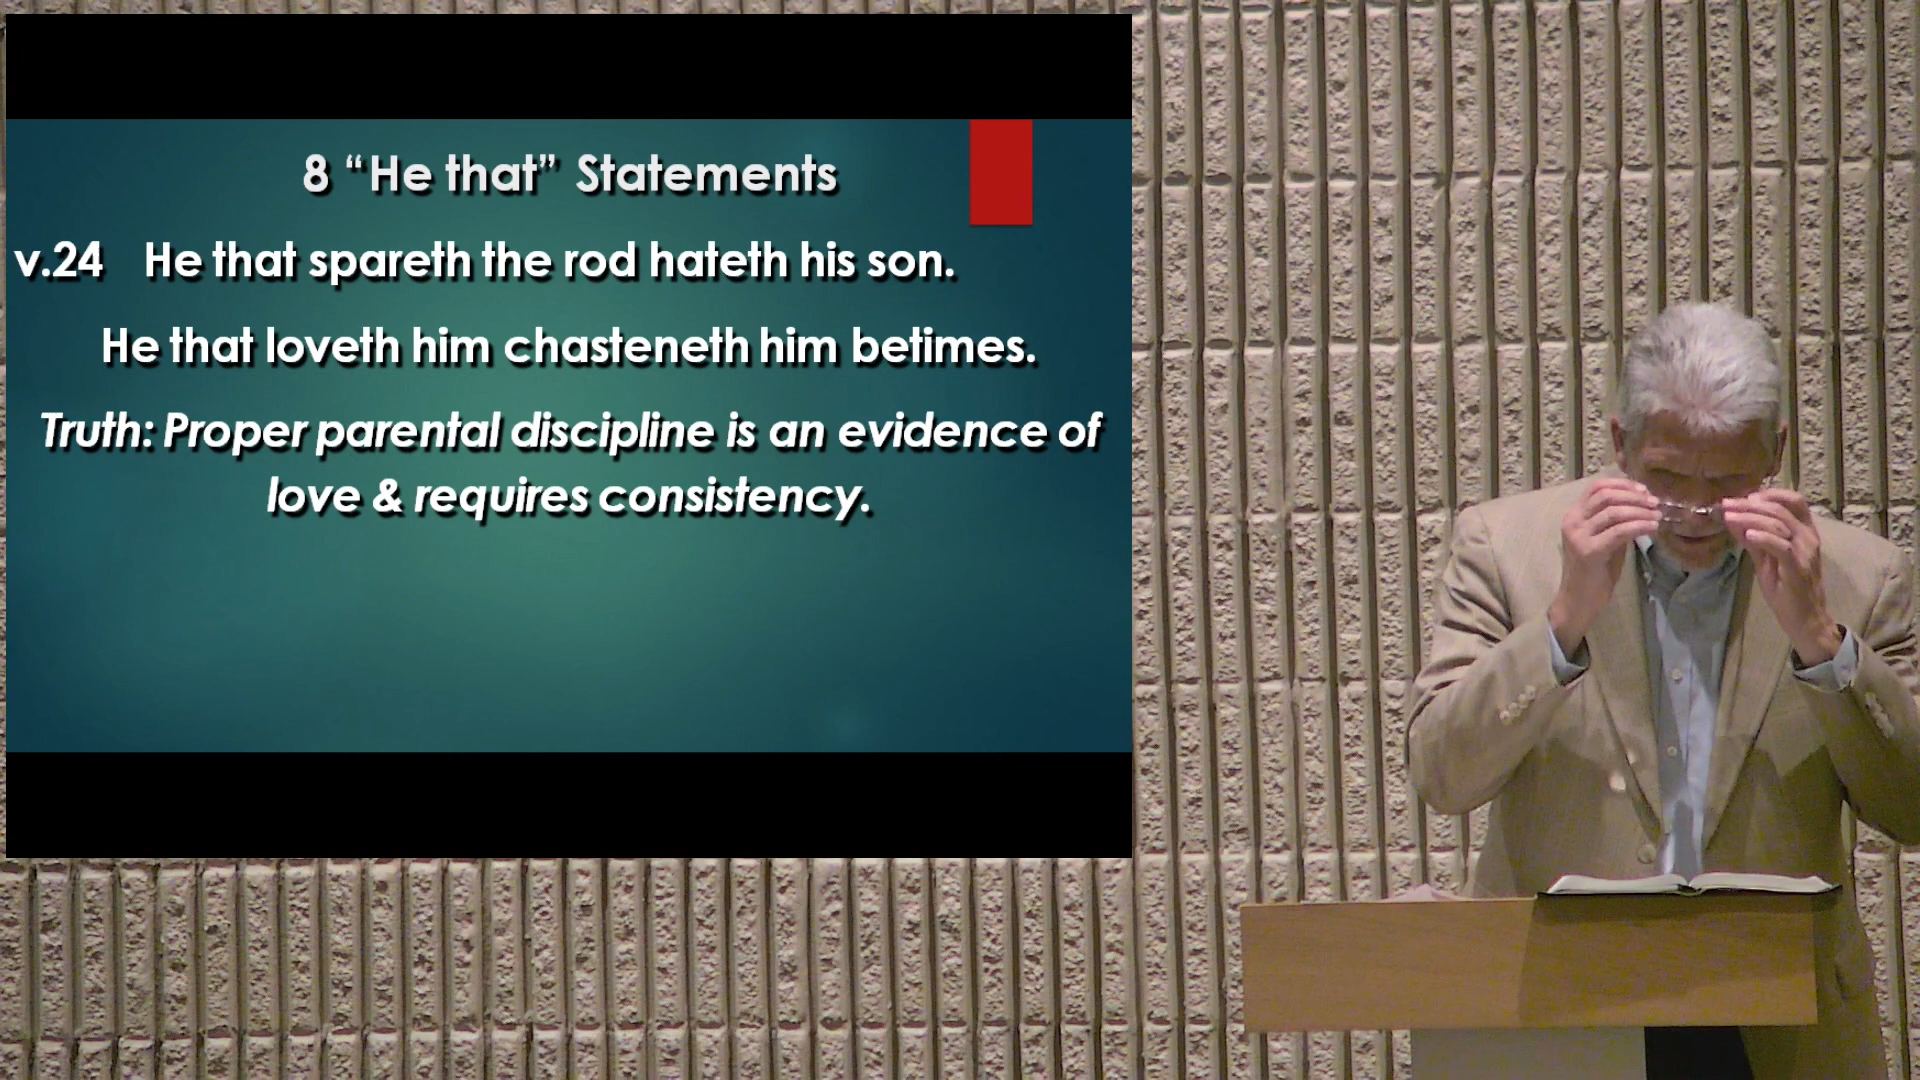 8 “He that” Statements
v.24 He that spareth the rod hateth his son.
He that loveth him chasteneth him betimes.
Truth: Proper parental discipline is an evidence of
love & requires consistency.